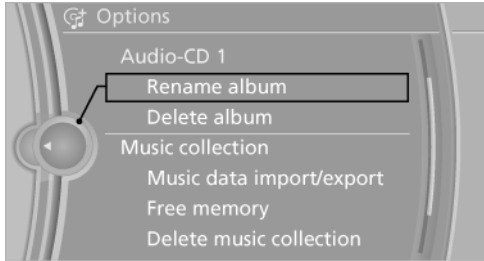 Options
Audio-CD 1
Rename album
Delete album
Music collection
Music data import/export
Free memory
Delete music collection